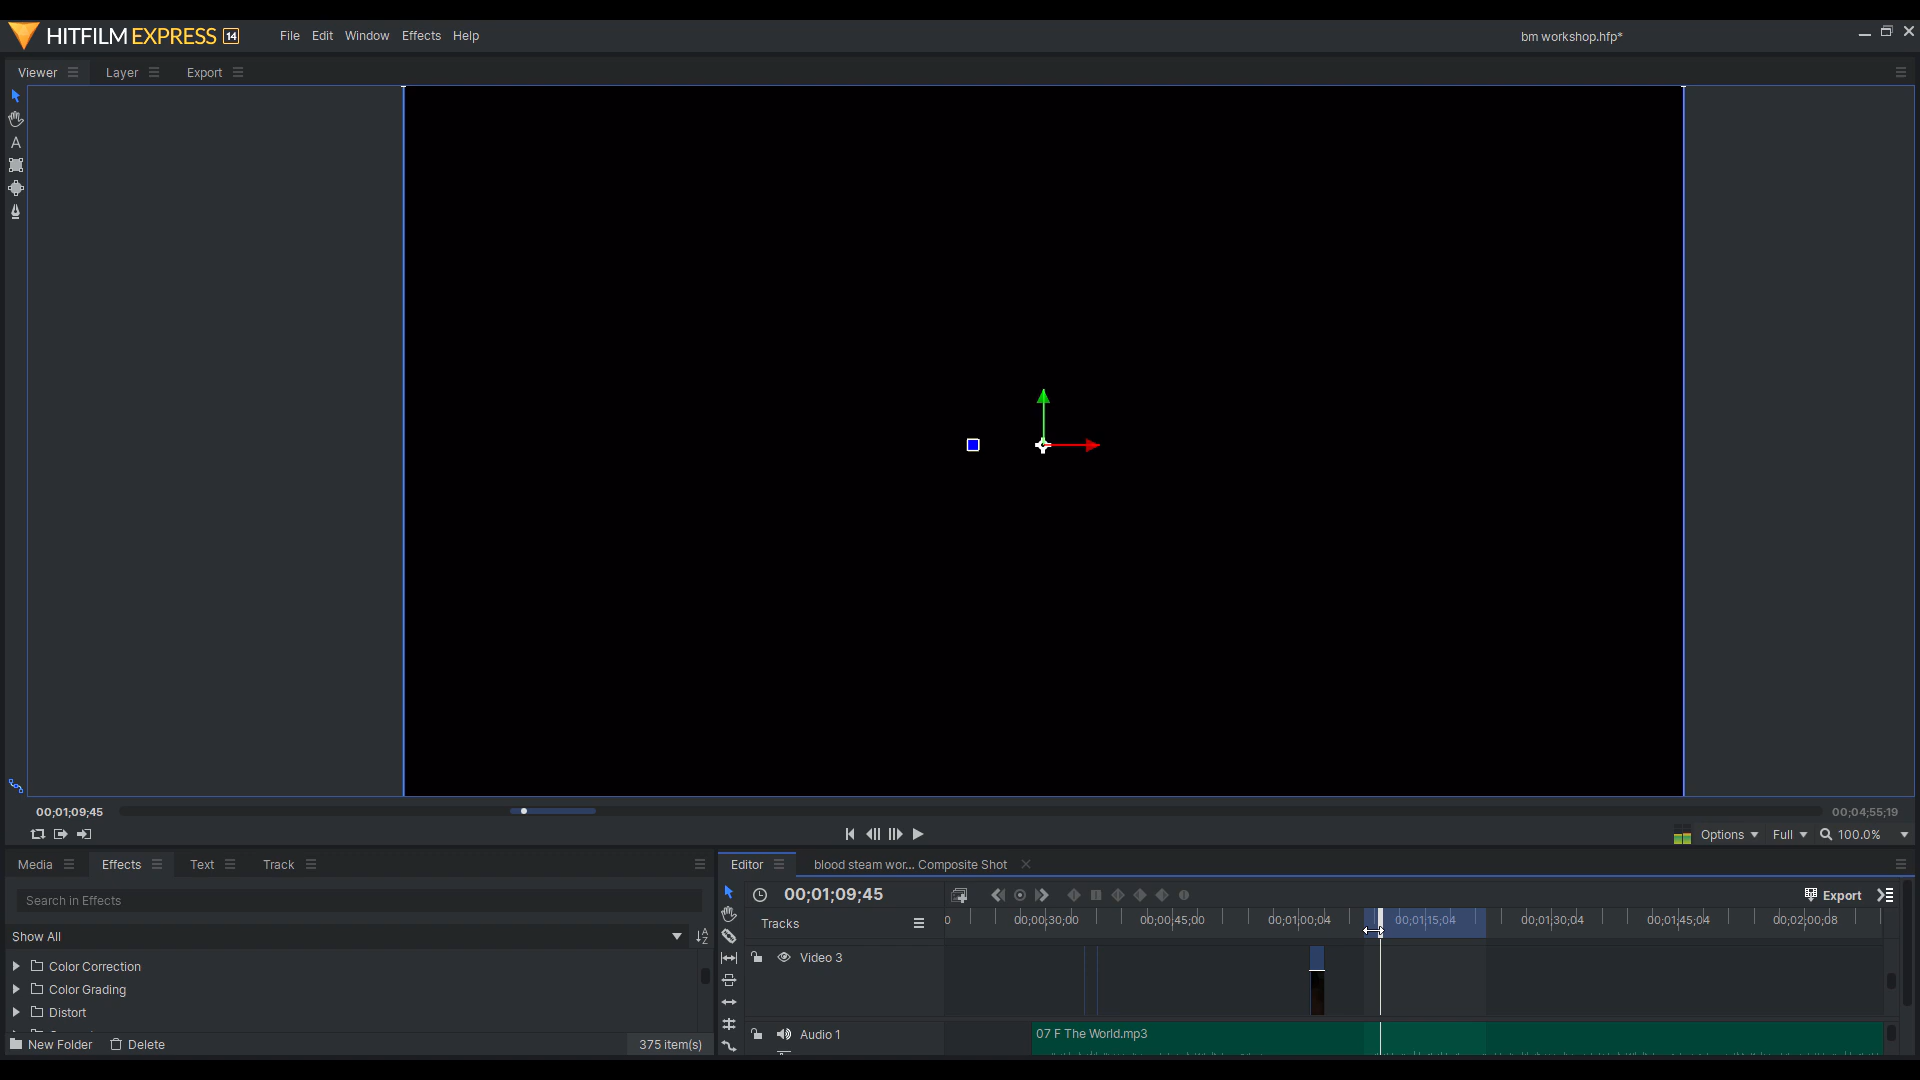 HITFILM EXPRESS 14
File Edit Window Effects Help
bm workshop.hfp*
Viewer Layer Export
00;01;09;45
00;04;55;19
Options Full 100.0%
Media Effects Text Track
Search in Effects
Show All
Color Correction
Color Grading
Distort
New Folder Delete 375 item(s)
Editor blood steam wor... Composite Shot
00;01;09;45
Export
Tracks
0 00;00;30;00 00;00;45;00 00;01;00;04 00;01;15;04 00;01;30;04 00;01;45;04 00;02;00;08
Video 3
Audio 1
07 F The World.mp3